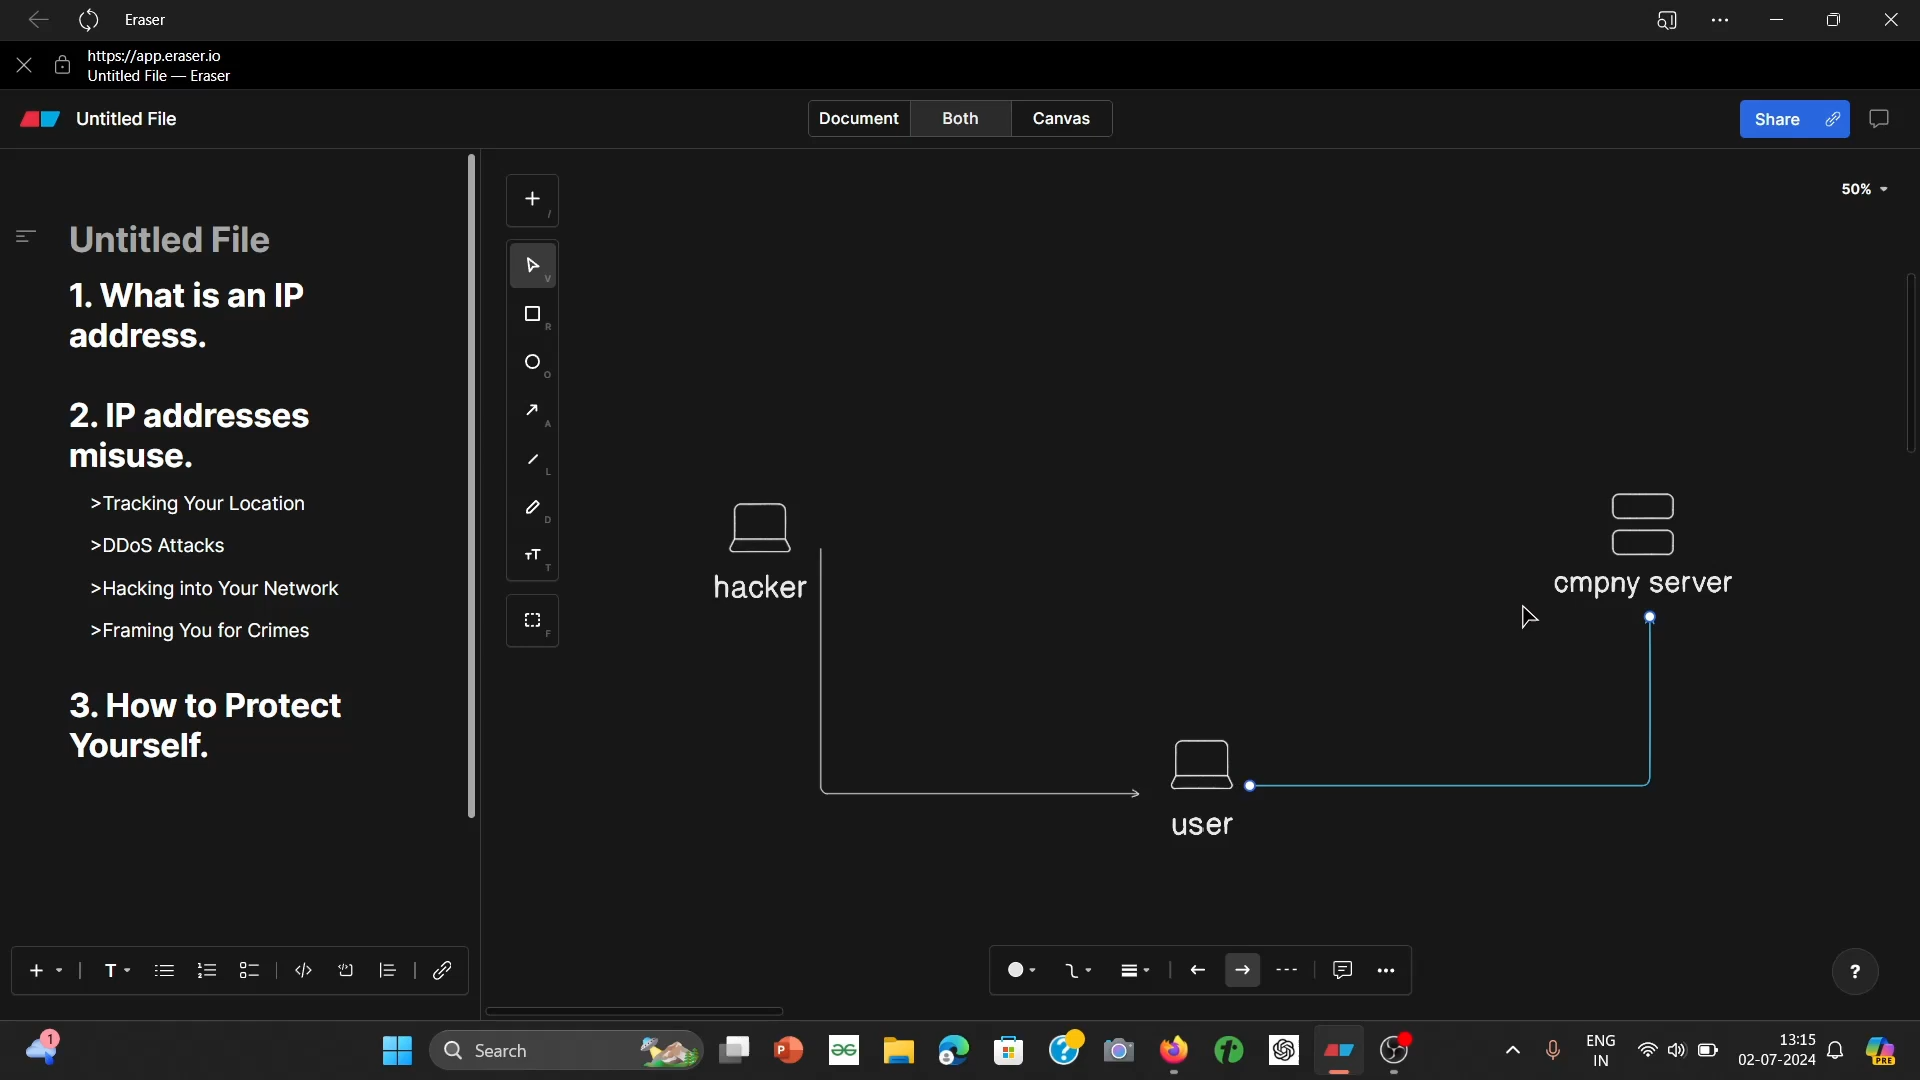 Eraser
https://app.eraser.io
Untitled File — Eraser
Untitled File
Document
Both
Canvas
Share
50%
/
V
R
O
A
L
D
T
F
Untitled File
1. What is an IP
address.
2. IP addresses
misuse.
>Tracking Your Location
>DDoS Attacks
>Hacking into Your Network
>Framing You for Crimes
3. How to Protect
Yourself.
hacker
cmpny server
user
T
?
1
Search
ENG
IN
13:15
02-07-2024
PRE